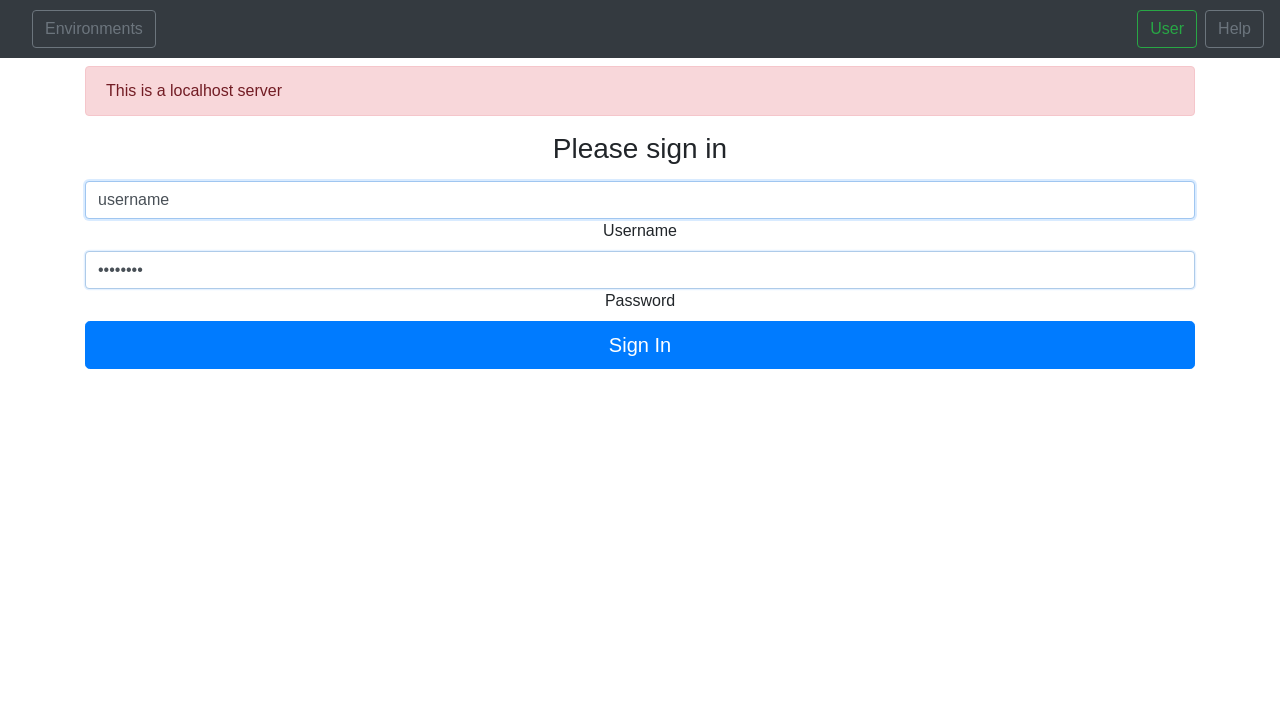 Environments
User
Help
This is a localhost server
Please sign in
username
Username
••••••••
Password
Sign In